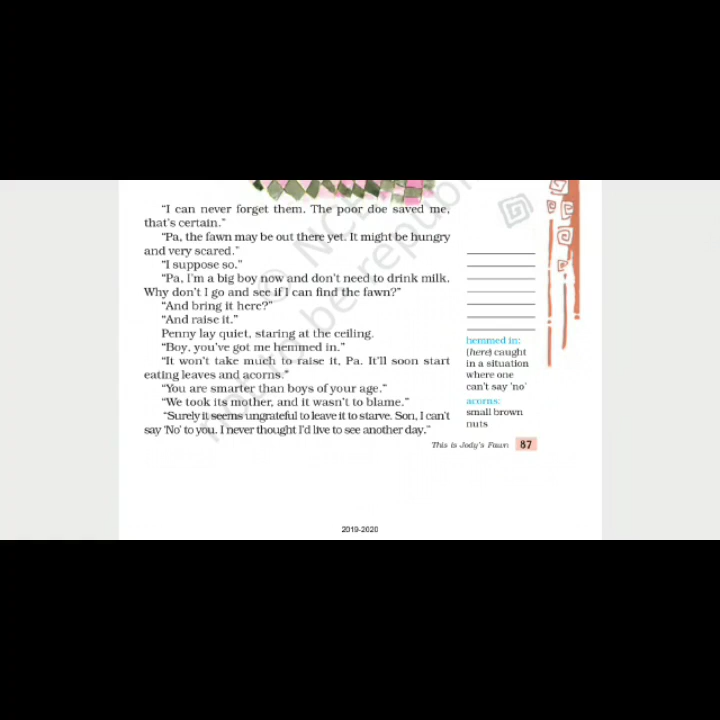 "I can never forget them. The poor doe saved me,
that's certain."
"Pa, the fawn may be out there yet. It might be hungry
and very scared."
"I suppose so."
"Pa, I'm a big boy now and don't need to drink milk.
Why don't I go and see if I can find the fawn?"
"And bring it here?"
"And raise it."
Penny lay quiet, staring at the ceiling.
"Boy, you've got me hemmed in."
"It won't take much to raise it, Pa. It'll soon start
eating leaves and acorns."
"You are smarter than boys of your age."
"We took its mother, and it wasn't to blame."
"Surely it seems ungrateful to leave it to starve. Son, I can't
say 'No' to you. I never thought I'd live to see another day."
hemmed in:
(here) caught
in a situation
where one
can't say 'no'
acorns:
small brown
nuts
This is Jody's Fawn 87
2019-2020
not to be republi